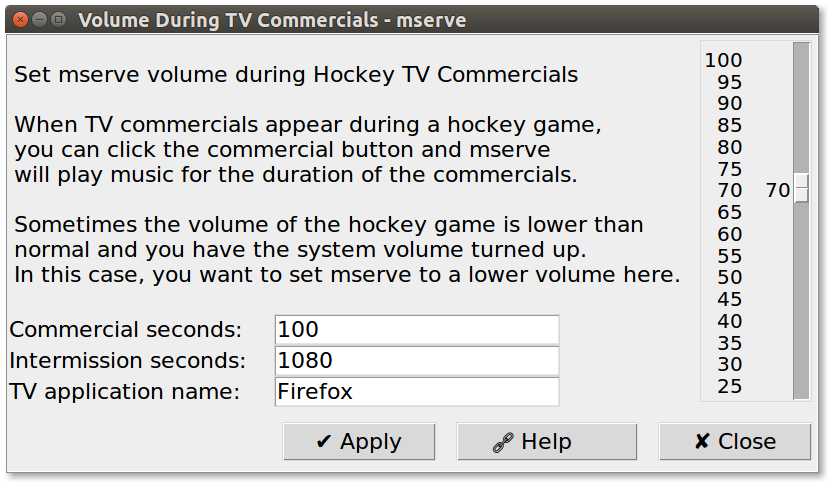 Volume During TV Commercials - mserve
Set mserve volume during Hockey TV Commercials
When TV commercials appear during a hockey game,
you can click the commercial button and mserve
will play music for the duration of the commercials.
Sometimes the volume of the hockey game is lower than
normal and you have the system volume turned up.
In this case, you want to set mserve to a lower volume here.
Commercial seconds: 100
Intermission seconds: 1080
TV application name: Firefox
100
95
90
85
80
75
70 70
65
60
55
50
45
40
35
30
25
✔ Apply 🔗 Help ✘ Close